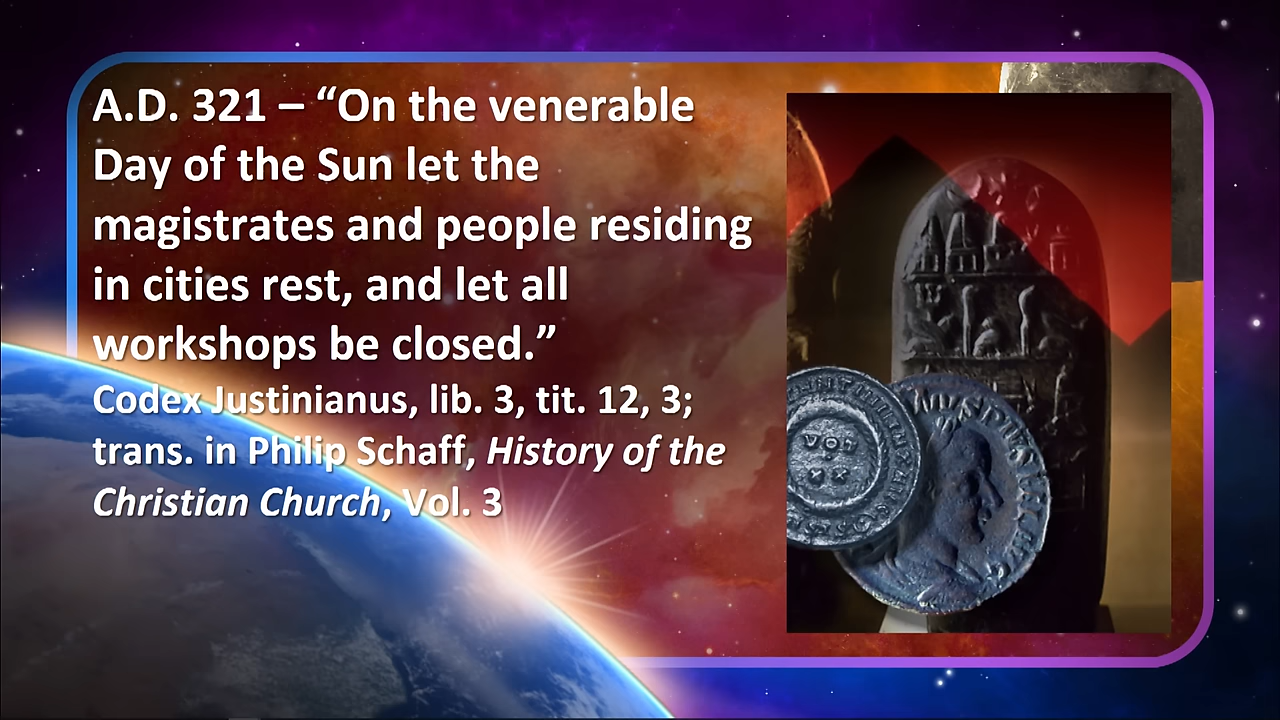 A.D. 321 – “On the venerable
Day of the Sun let the
magistrates and people residing
in cities rest, and let all
workshops be closed.”
Codex Justinianus, lib. 3, tit. 12, 3;
trans. in Philip Schaff, History of the
Christian Church, Vol. 3
VOT
XX